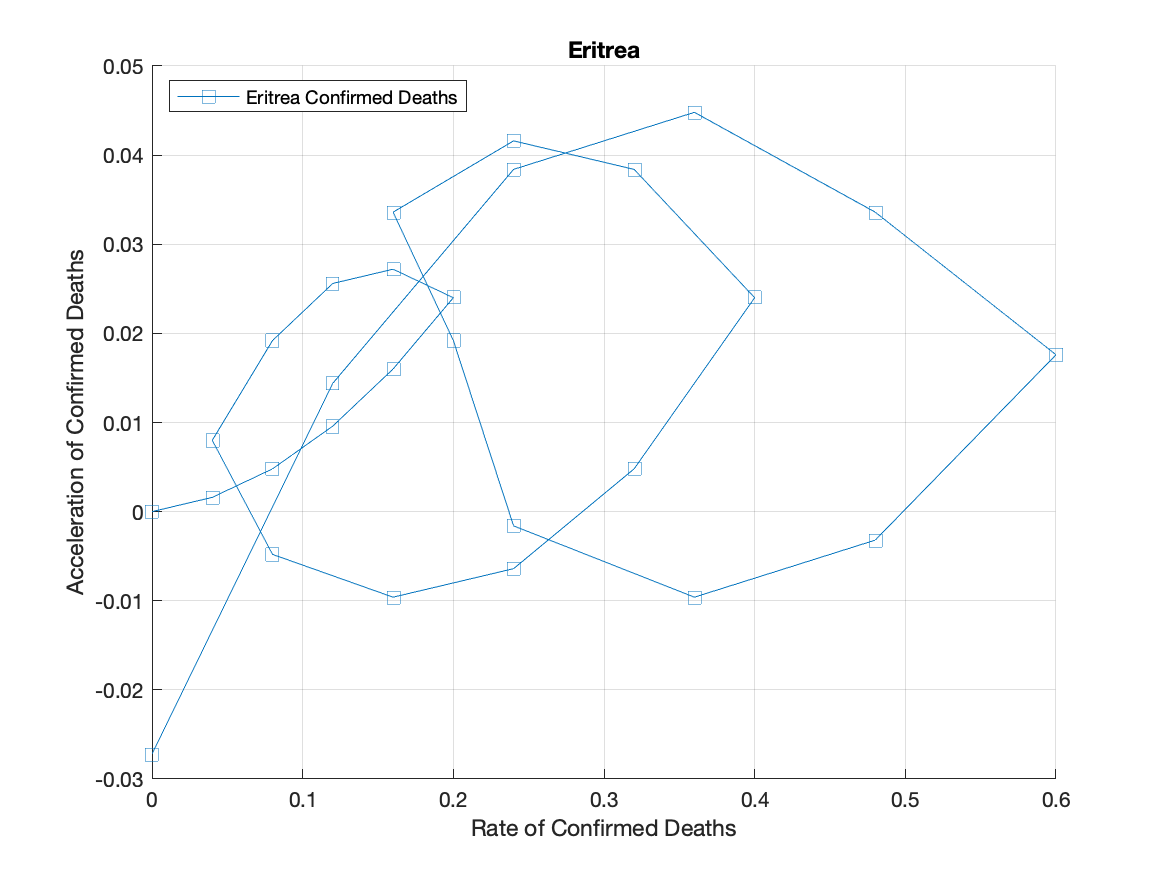 Eritrea
Eritrea Confirmed Deaths
Acceleration of Confirmed Deaths
0.05
0.04
0.03
0.02
0.01
0
-0.01
-0.02
-0.03
0 0.1 0.2 0.3 0.4 0.5 0.6
Rate of Confirmed Deaths